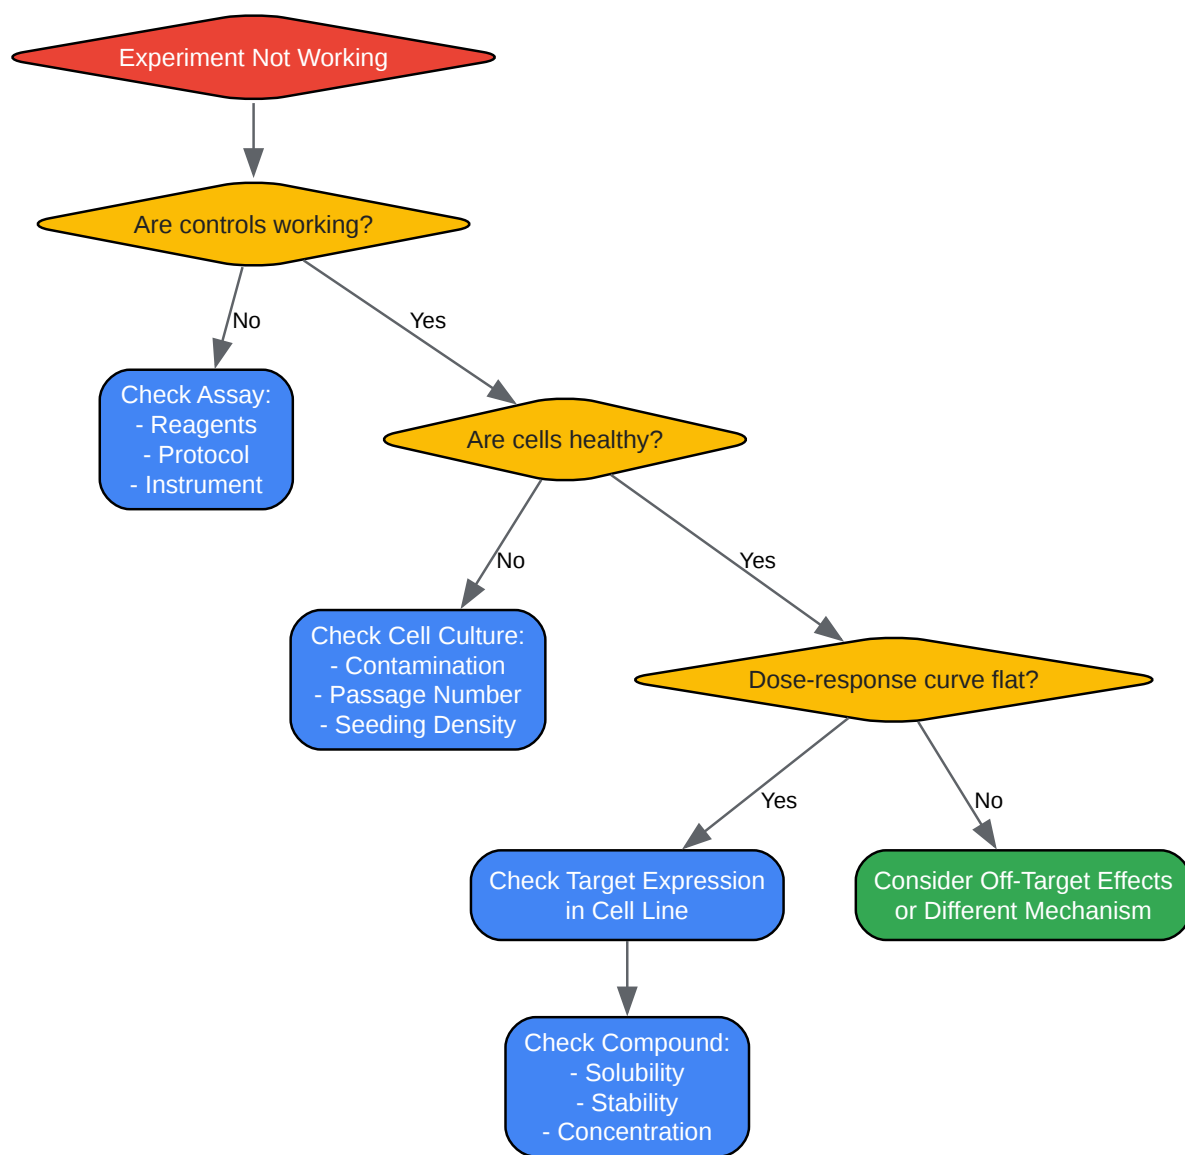 Experiment Not Working
Are controls working?
No
Yes
Check Assay:
- Reagents
- Protocol
- Instrument
Are cells healthy?
No
Yes
Check Cell Culture:
- Contamination
- Passage Number
- Seeding Density
Dose-response curve flat?
Yes
No
Check Target Expression
in Cell Line
Consider Off-Target Effects
or Different Mechanism
Check Compound:
- Solubility
- Stability
- Concentration